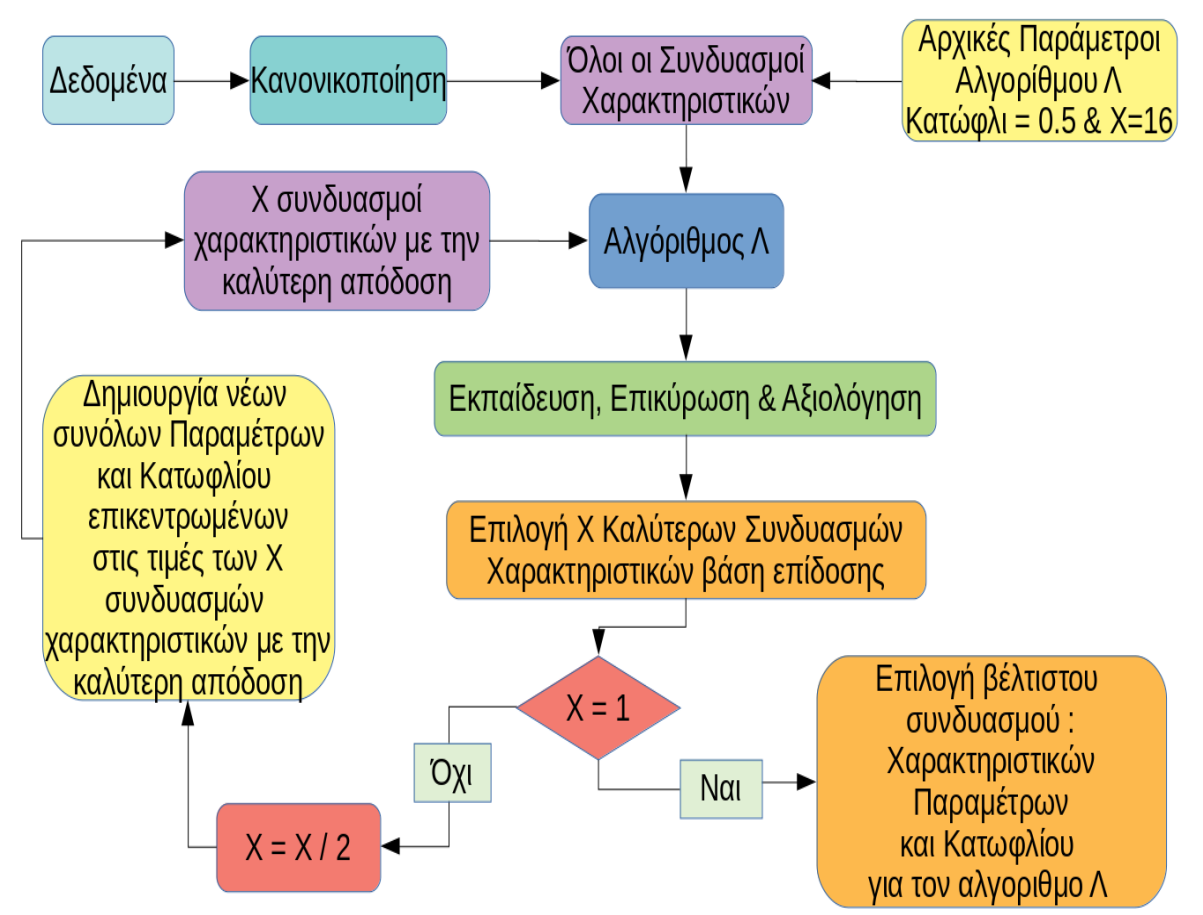 Δεδομένα
Κανονικοποίηση
Όλοι οι Συνδυασμοί
Χαρακτηριστικών
Αρχικές Παράμετροι
Αλγορίθμου Λ
Κατώφλι = 0.5 & X=16
Χ συνδυασμοί
χαρακτηριστικών με την
καλύτερη απόδοση
Αλγόριθμος Λ
Εκπαίδευση, Επικύρωση & Αξιολόγηση
Δημιουργία νέων
συνόλων Παραμέτρων
και Κατωφλίου
επικεντρωμένων
στις τιμές των Χ
συνδυασμών
χαρακτηριστικών με την
καλύτερη απόδοση
Επιλογή Χ Καλύτερων Συνδυασμών
Χαρακτηριστικών βάση επίδοσης
X = 1
Όχι
Ναι
X = X / 2
Επιλογή βέλτιστου
συνδυασμού :
Χαρακτηριστικών
Παραμέτρων
και Κατωφλίου
για τον αλγοριθμο Λ